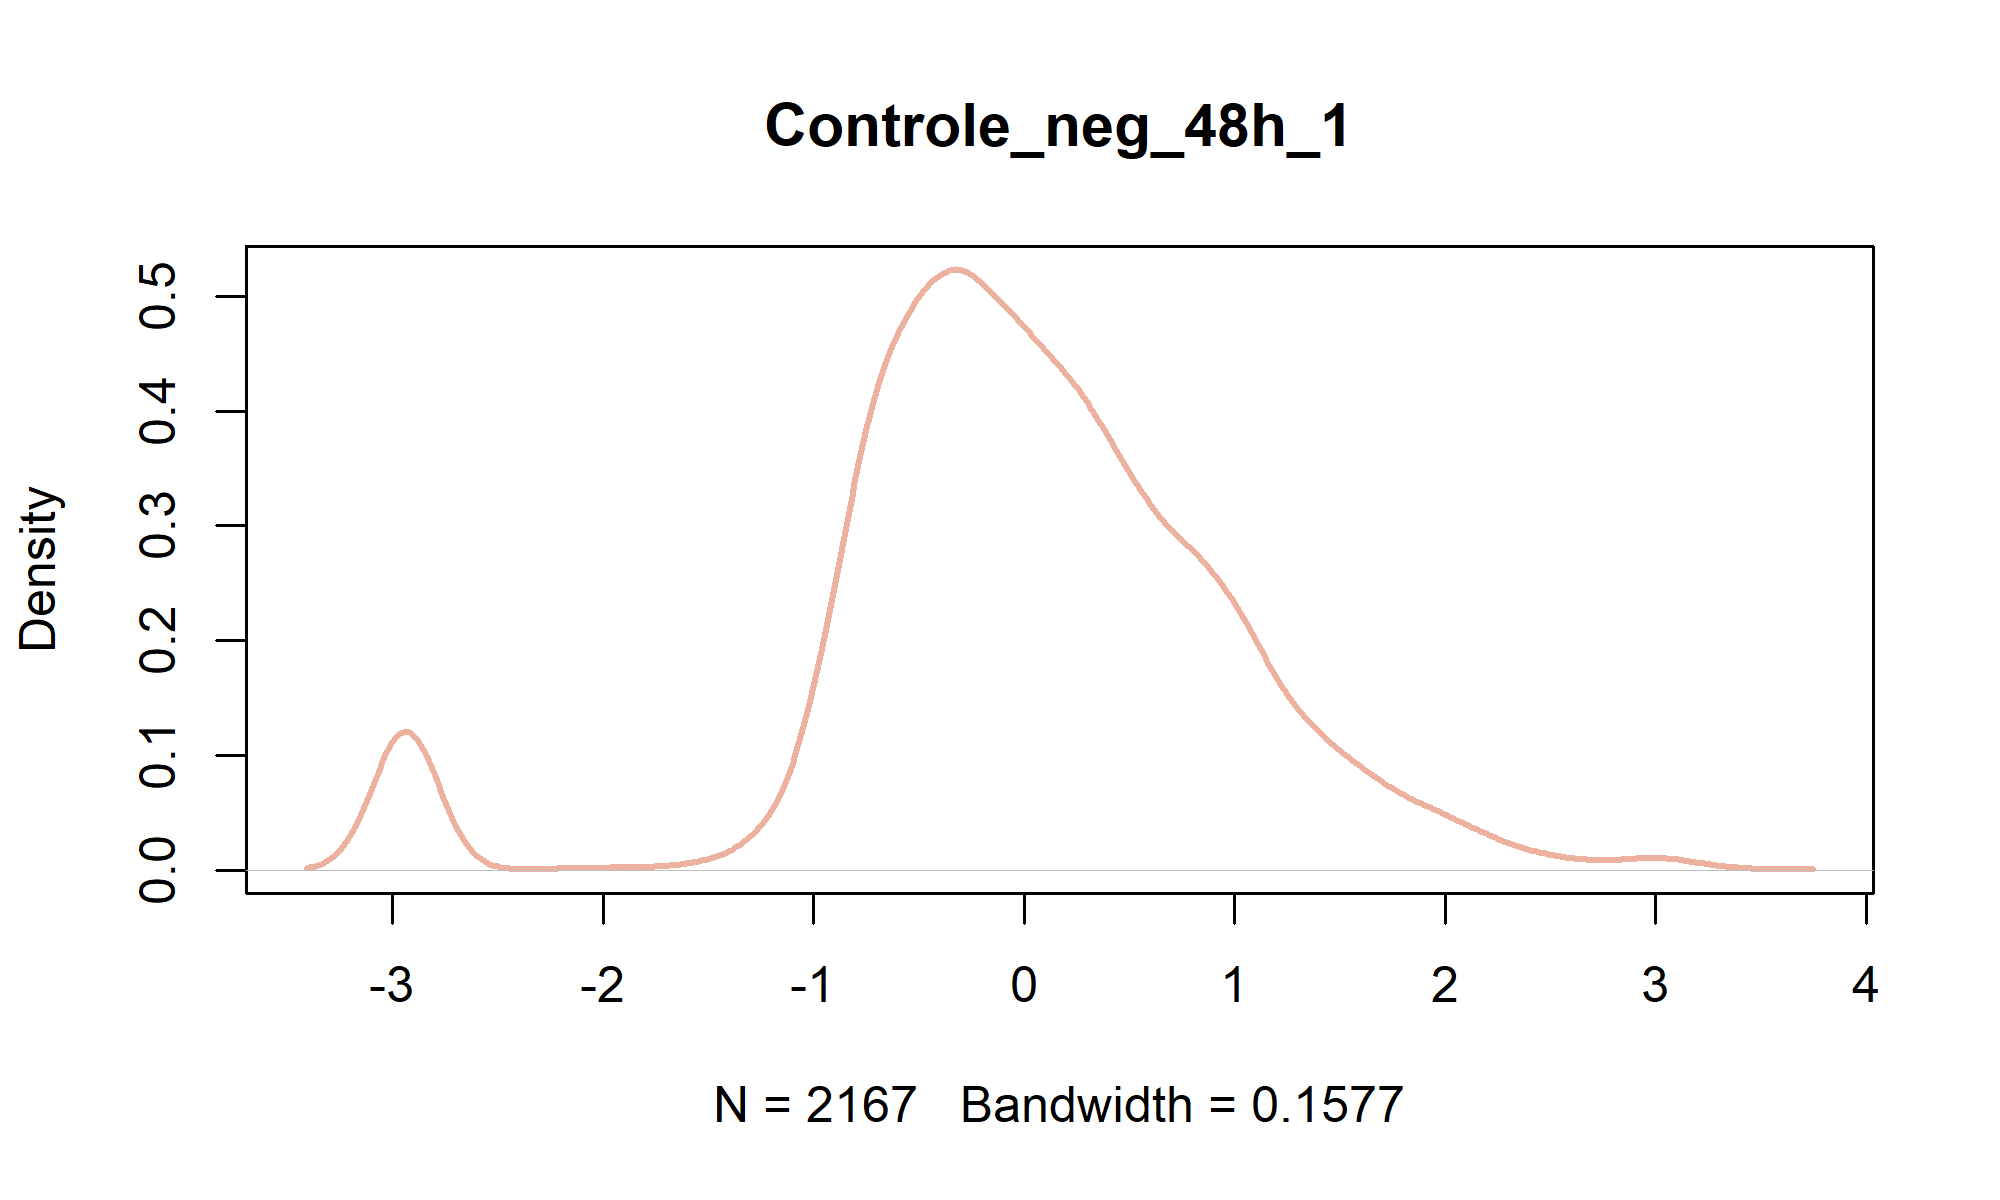 Controle_neg_48h_1
Density
0.5
0.4
0.3
0.2
0.1
0.0
-3 -2 -1 0 1 2 3 4
N = 2167 Bandwidth = 0.1577